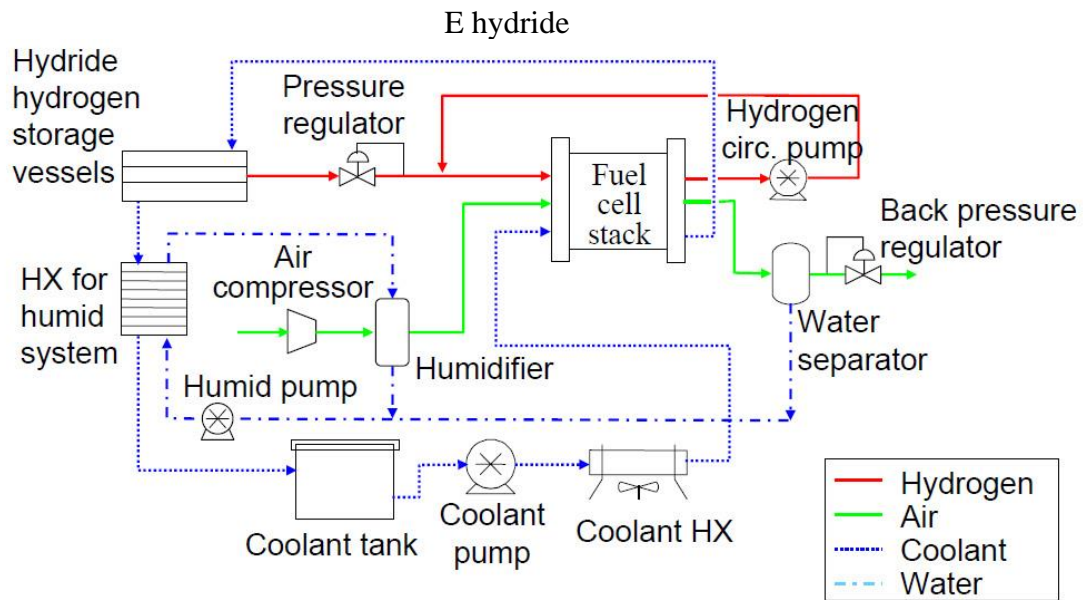 E hydride
Hydride
hydrogen
storage
vessels
Pressure
regulator
Hydrogen
circ. pump
Fuel
cell
stack
Back pressure
regulator
HX for
humid
system
Air
compressor
Humidifier
Water
separator
Humid pump
Coolant tank
Coolant
pump
Coolant HX
Hydrogen
Air
Coolant
Water